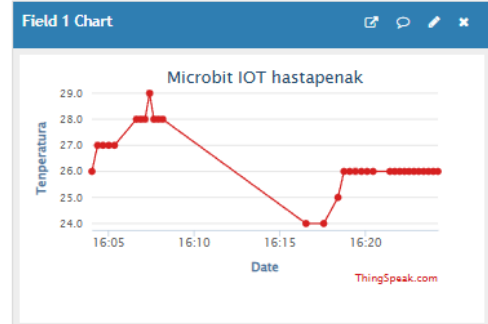 Field 1 Chart
Microbit IOT hastapenak
Tenperatura
29.0
28.0
27.0
26.0
25.0
24.0
16:05 16:10 16:15 16:20
Date
ThingSpeak.com